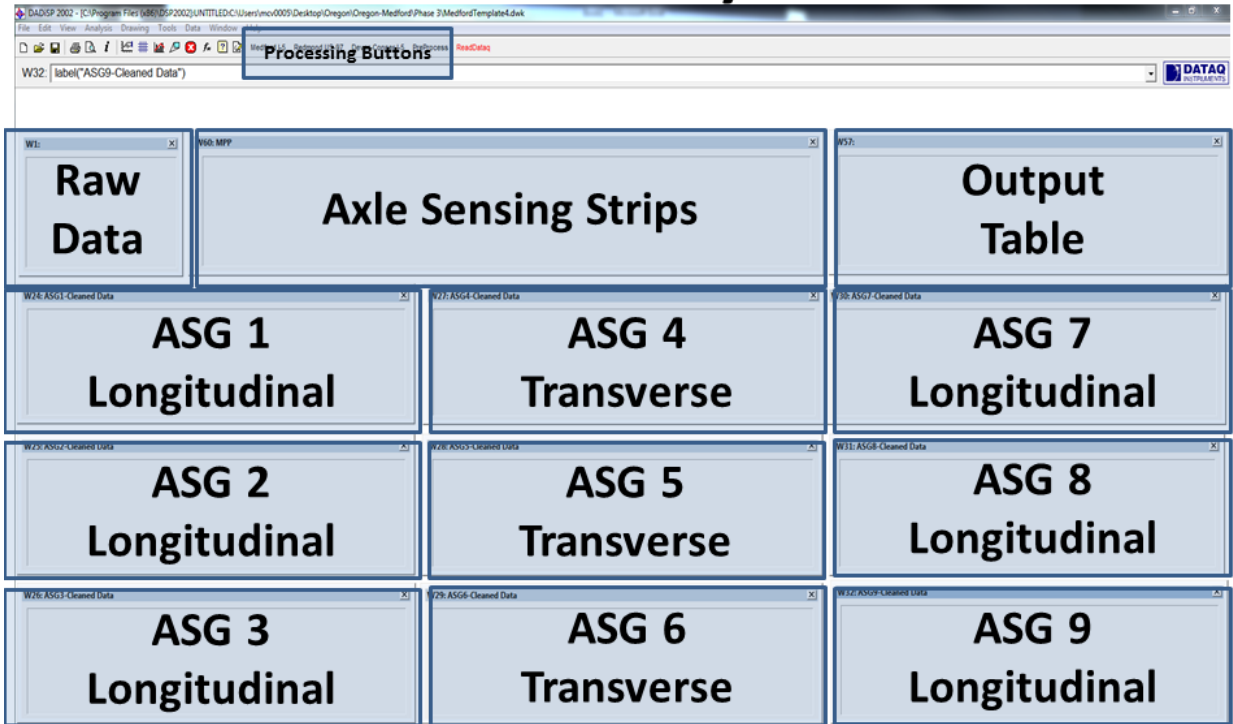 DADiSP 2002 - [C:\Program Files (x86)\DSP2002\UNTITLED:C:\Users\mcv0005\Desktop\Oregon\Oregon-Medford\Phase 3\MedfordTemplate4.dwk
File Edit View Analysis Drawing Tools Data Window
PreProcess ReadDataq
Processing Buttons
W32: label("ASG9-Cleaned Data")
DATAQ
INSTRUMENTS
W1: W60: MPP W57:
Raw
Data
Axle Sensing Strips
Output
Table
W24: ASG1-Cleaned Data W27: ASG4-Cleaned Data W30: ASG7-Cleaned Data
ASG 1 ASG 4 ASG 7
Longitudinal Transverse Longitudinal
W25: ASG2-Cleaned Data W28: ASG5-Cleaned Data W31: ASG8-Cleaned Data
ASG 2 ASG 5 ASG 8
Longitudinal Transverse Longitudinal
W26: ASG3-Cleaned Data W29: ASG6-Cleaned Data W32: ASG9-Cleaned Data
ASG 3 ASG 6 ASG 9
Longitudinal Transverse Longitudinal